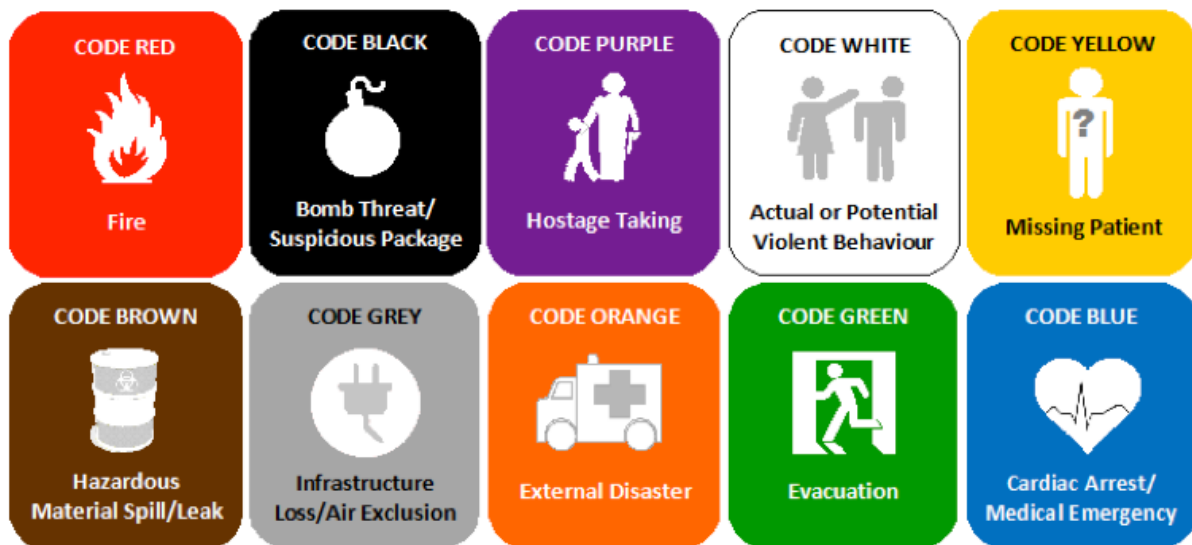 CODE RED
Fire
CODE BLACK
Bomb Threat/
Suspicious Package
CODE PURPLE
Hostage Taking
CODE WHITE
Actual or Potential
Violent Behaviour
CODE YELLOW
?
Missing Patient
CODE BROWN
Hazardous
Material Spill/Leak
CODE GREY
Infrastructure
Loss/Air Exclusion
CODE ORANGE
External Disaster
CODE GREEN
Evacuation
CODE BLUE
Cardiac Arrest/
Medical Emergency